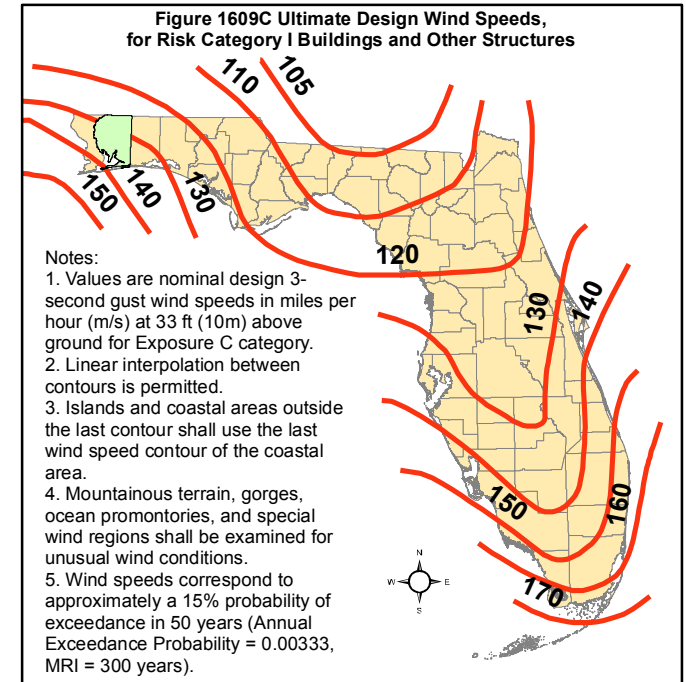 Figure 1609C Ultimate Design Wind Speeds,
for Risk Category I Buildings and Other Structures
110
105
150
140
130
120
130
140
150
160
170
Notes:
1. Values are nominal design 3-
second gust wind speeds in miles per
hour (m/s) at 33 ft (10m) above
ground for Exposure C category.
2. Linear interpolation between
contours is permitted.
3. Islands and coastal areas outside
the last contour shall use the last
wind speed contour of the coastal
area.
4. Mountainous terrain, gorges,
ocean promontories, and special
wind regions shall be examined for
unusual wind conditions.
5. Wind speeds correspond to
approximately a 15% probability of
exceedance in 50 years (Annual
Exceedance Probability = 0.00333,
MRI = 300 years).
N
W E
S